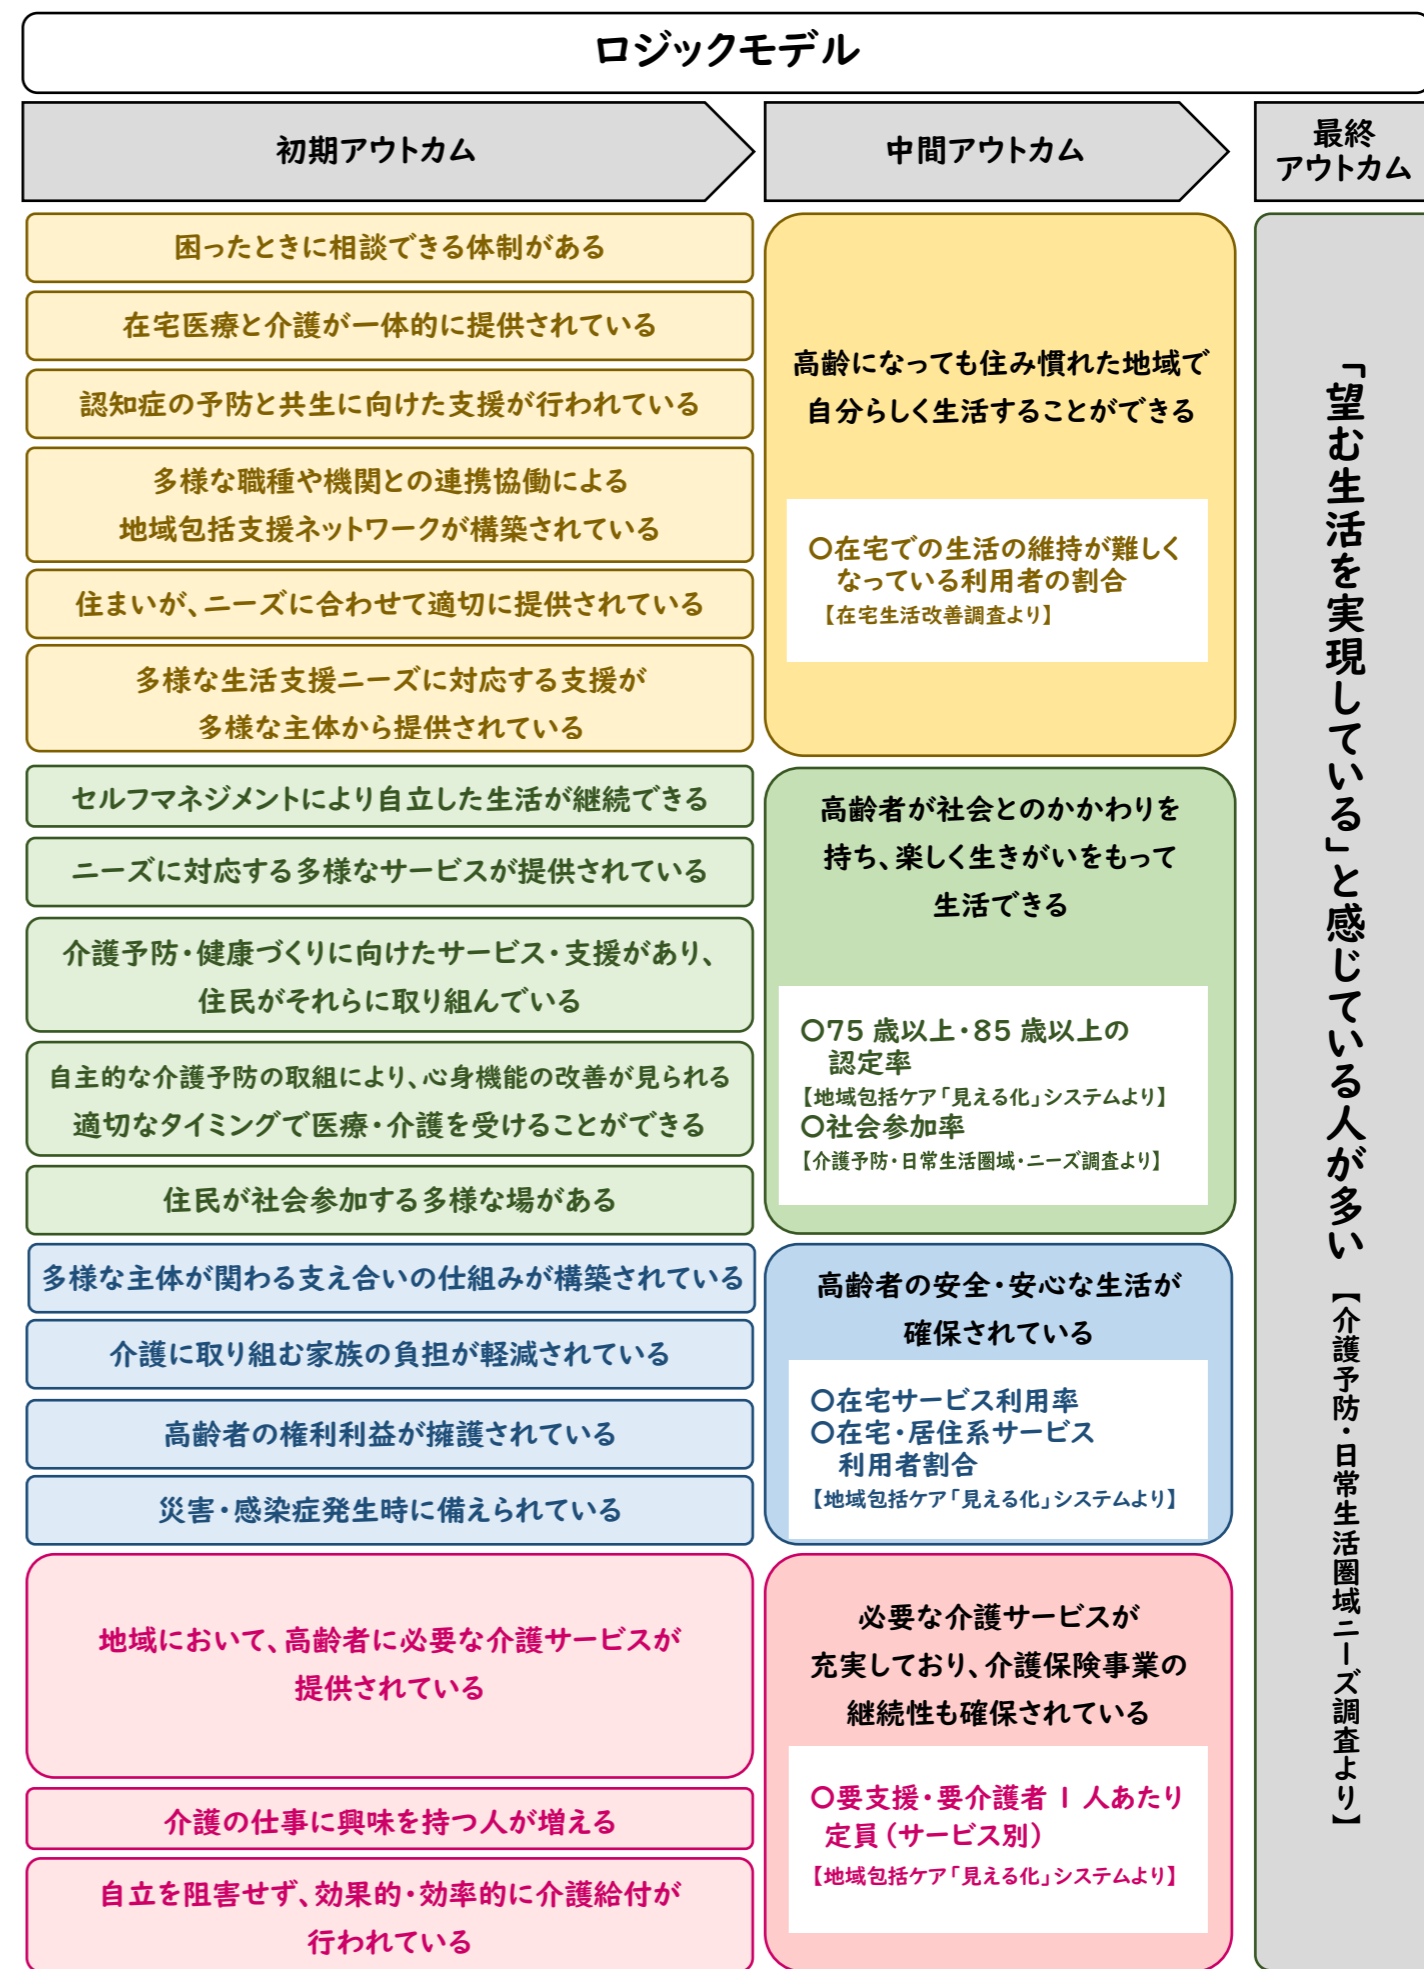 ロジックモデル
初期アウトカム
中間アウトカム
最終
アウトカム
困ったときに相談できる体制がある
在宅医療と介護が一体的に提供されている
認知症の予防と共生に向けた支援が行われている
多様な職種や機関との連携協働による
地域包括支援ネットワークが構築されている
住まいが、ニーズに合わせて適切に提供されている
多様な生活支援ニーズに対応する支援が
多様な主体から提供されている
高齢になっても住み慣れた地域で
自分らしく生活することができる
〇在宅での生活の維持が難しく
なっている利用者の割合
【在宅生活改善調査より】
セルフマネジメントにより自立した生活が継続できる
ニーズに対応する多様なサービスが提供されている
介護予防・健康づくりに向けたサービス・支援があり、
住民がそれらに取り組んでいる
自主的な介護予防の取組により、心身機能の改善が見られる
適切なタイミングで医療・介護を受けることができる
住民が社会参加する多様な場がある
高齢者が社会とのかかわりを
持ち、楽しく生きがいをもって
生活できる
〇75 歳以上・85 歳以上の
認定率
【地域包括ケア「見える化」システムより】
〇社会参加率
【介護予防・日常生活圏域・ニーズ調査より】
多様な主体が関わる支え合いの仕組みが構築されている
介護に取り組む家族の負担が軽減されている
高齢者の権利利益が擁護されている
災害・感染症発生時に備えられている
高齢者の安全・安心な生活が
確保されている
〇在宅サービス利用率
〇在宅・居住系サービス
利用者割合
【地域包括ケア「見える化」システムより】
地域において、高齢者に必要な介護サービスが
提供されている
介護の仕事に興味を持つ人が増える
自立を阻害せず、効果的・効率的に介護給付が
行われている
必要な介護サービスが
充実しており、介護保険事業の
継続性も確保されている
〇要支援・要介護者 1 人あたり
定員（サービス別）
【地域包括ケア「見える化」システムより】
「望む生活を実現している」と感じている人が多い 【介護予防・日常生活圏域ニーズ調査より】